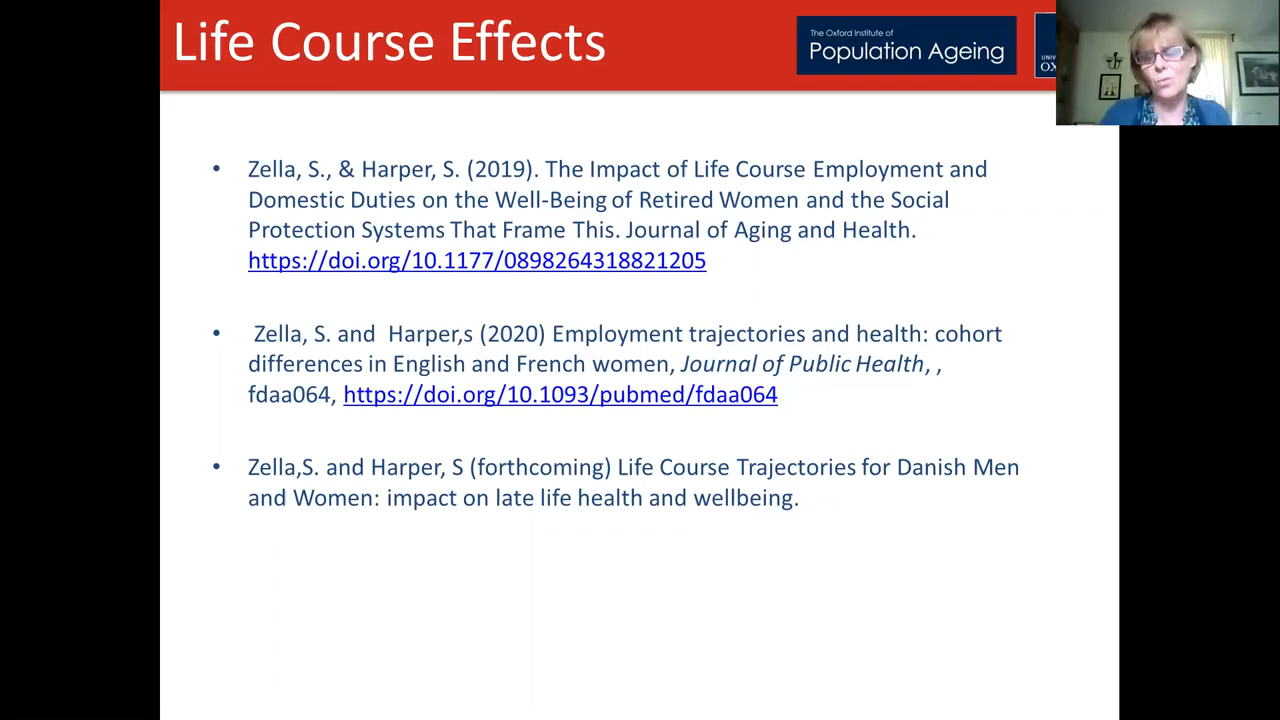 Life Course Effects
The Oxford Institute of
Population Ageing
• Zella, S., & Harper, S. (2019). The Impact of Life Course Employment and
Domestic Duties on the Well-Being of Retired Women and the Social
Protection Systems That Frame This. Journal of Aging and Health.
https://doi.org/10.1177/0898264318821205
• Zella, S. and Harper,s (2020) Employment trajectories and health: cohort
differences in English and French women, Journal of Public Health, ,
fdaa064, https://doi.org/10.1093/pubmed/fdaa064
• Zella,S. and Harper, S (forthcoming) Life Course Trajectories for Danish Men
and Women: impact on late life health and wellbeing.